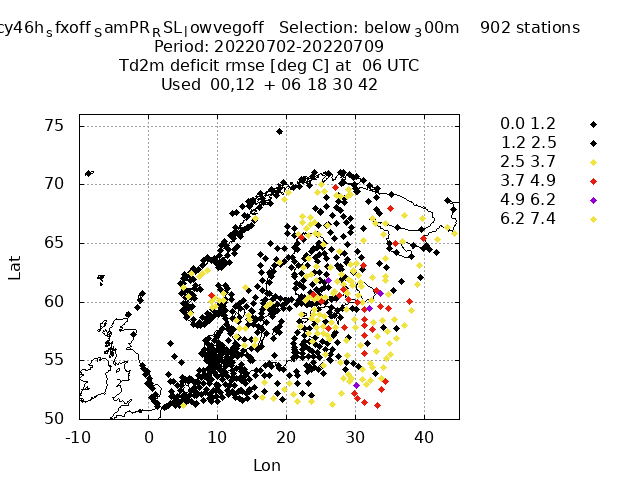 cy46h_sfxoff_SamPR_RSL_lowvegoff Selection: below_300m 902 stations
Period: 20220702-20220709
Td2m deficit rmse [deg C] at 06 UTC
Used 00,12 + 06 18 30 42
75
70
65
60
55
50
Lat
-10 0 10 20 30 40
Lon
0.0 1.2
1.2 2.5
2.5 3.7
3.7 4.9
4.9 6.2
6.2 7.4